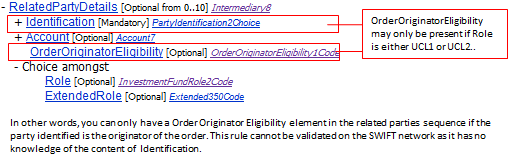 - RelatedPartyDetails [Optional from 0..10] Intermediary8
+ Identification [Mandatory] PartyIdentification2Choice
+ Account [Optional] Account7
OrderOriginatorEligibility [Optional] OrderOriginatorEligibility1Code
- Choice amongst
Role [Optional] InvestmentFundRole2Code
ExtendedRole [Optional] Extended350Code
OrderOriginatorEligibility
may only be present if Role
is either UCL1 or UCL2..
In other words, you can only have a Order Originator Eligibility element in the related parties sequence if the
party identified is the originator of the order. This rule cannot be validated on the SWIFT network as it has no
knowledge of the content of Identification.